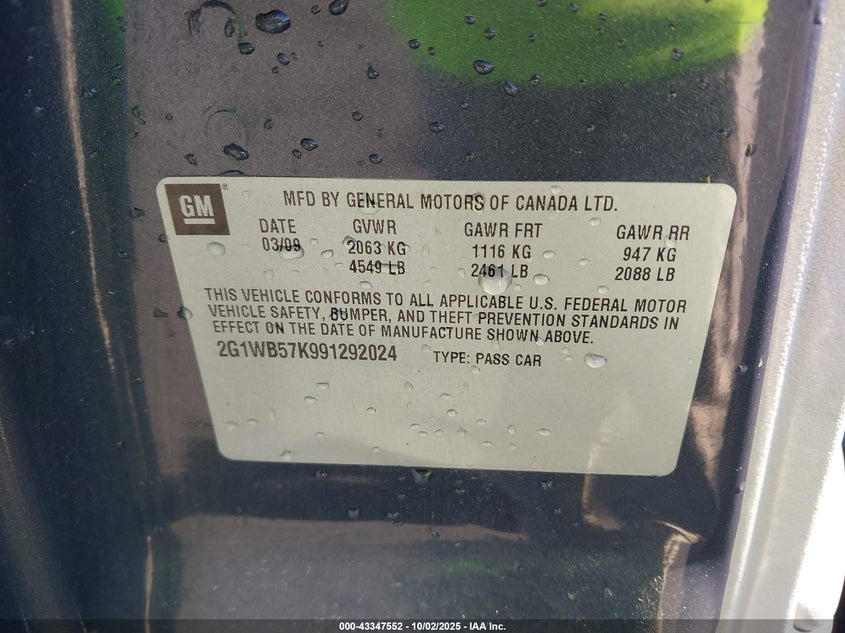 GM ®
MFD BY GENERAL MOTORS OF CANADA LTD.
DATE GVWR GAWR FRT GAWR RR
03/09 2063 KG 1116 KG 947 KG
4549 LB 2461 LB 2088 LB
THIS VEHICLE CONFORMS TO ALL APPLICABLE U.S. FEDERAL MOTOR
VEHICLE SAFETY, BUMPER, AND THEFT PREVENTION STANDARDS IN
EFFECT ON THE DATE OF MANUFACTURE SHOWN ABOVE.
2G1WB57K991292024 TYPE: PASS CAR
000-43347552 - 10/02/2025 - IAA Inc.